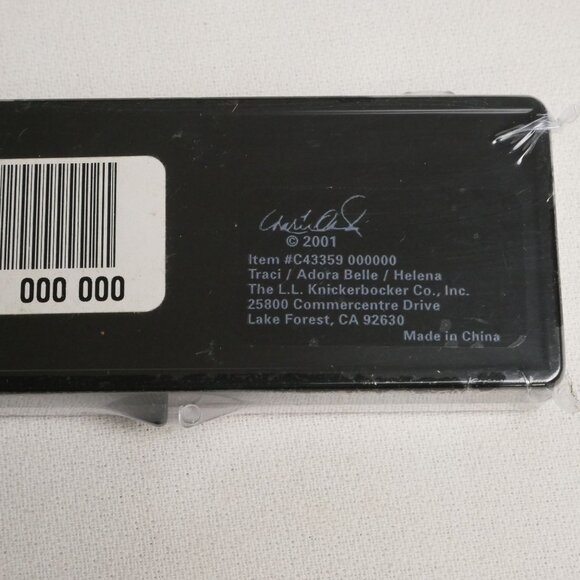 © 2001
Item #C43359 000000
Traci / Adora Belle / Helena
The L.L. Knickerbocker Co., Inc.
25800 Commercentre Drive
Lake Forest, CA 92630
Made in China
000 000